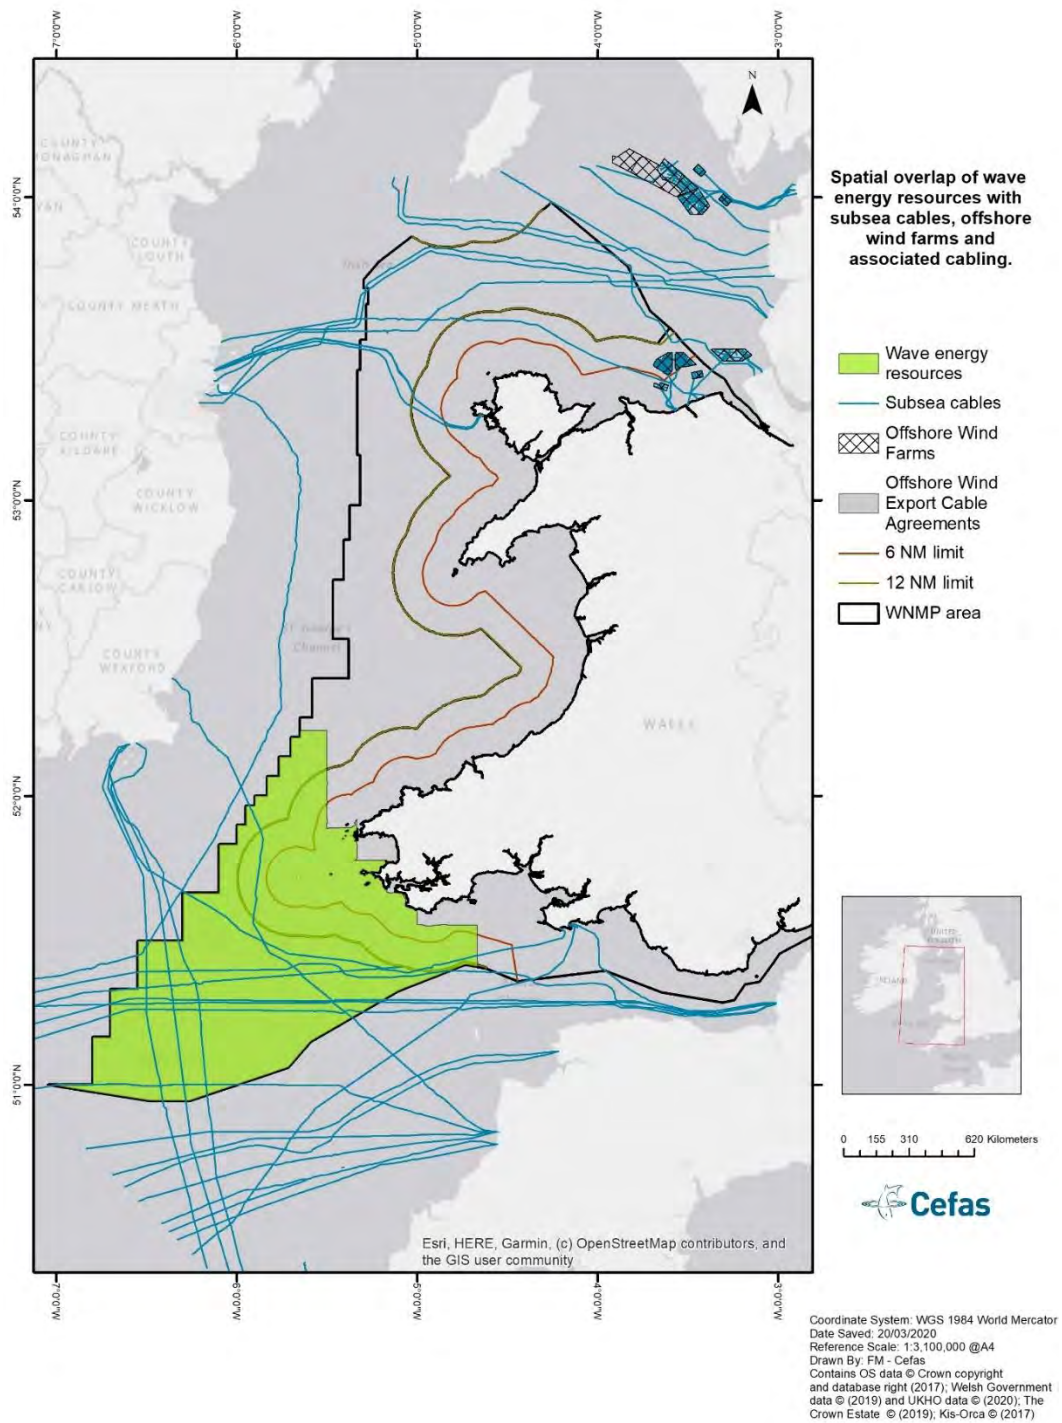 7°0'0"W
6°0'0"W
5°0'0"W
4°0'0"W
3°0'0"W
N
COUNTY
MONAGHAN
COUNTY
LOUTH
COUNTY MEATH
COUNTY
KILDARE
COUNTY
WICKLOW
COUNTY
CARLOW
COUNTY
WEXFORD
St George's
Channel
WALES
54°0'0"N
53°0'0"N
52°0'0"N
51°0'0"N
Esri, HERE, Garmin, (c) OpenStreetMap contributors, and
the GIS user community
7°0'0"W
6°0'0"W
5°0'0"W
4°0'0"W
3°0'0"W
Spatial overlap of wave
energy resources with
subsea cables, offshore
wind farms and
associated cabling.
Wave energy
resources
Subsea cables
Offshore Wind
Farms
Offshore Wind
Export Cable
Agreements
6 NM limit
12 NM limit
WNMP area
UNITED
KINGDOM
IRELAND
0 155 310 620 Kilometers
Cefas
Coordinate System: WGS 1984 World Mercator
Date Saved: 20/03/2020
Reference Scale: 1:3,100,000 @A4
Drawn By: FM - Cefas
Contains OS data © Crown copyright
and database right (2017); Welsh Government
data © (2019) and UKHO data © (2020); The
Crown Estate © (2019); Kis-Orca © (2017)